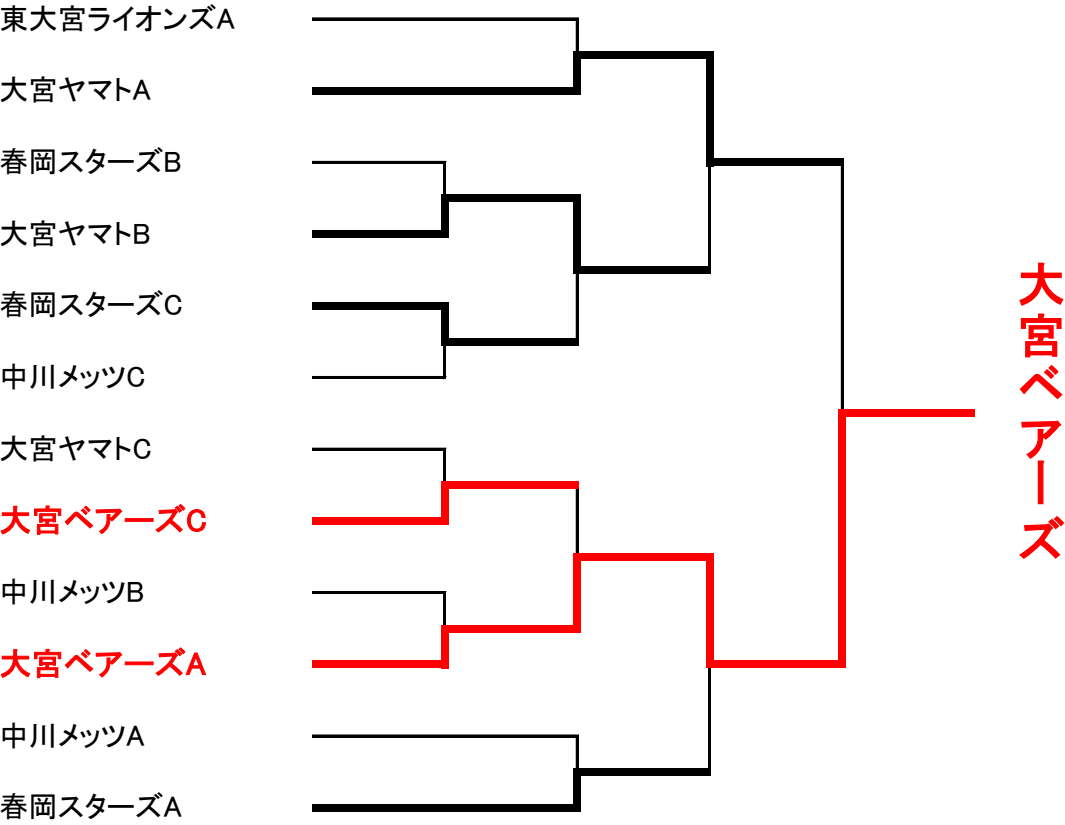 東大宮ライオンズA
大宮ヤマトA
春岡スターズB
大宮ヤマトB
春岡スターズC
中川メッツC
大宮ヤマトC
大宮ベアーズC
中川メッツB
大宮ベアーズA
中川メッツA
春岡スターズA
大宮ベアーズ